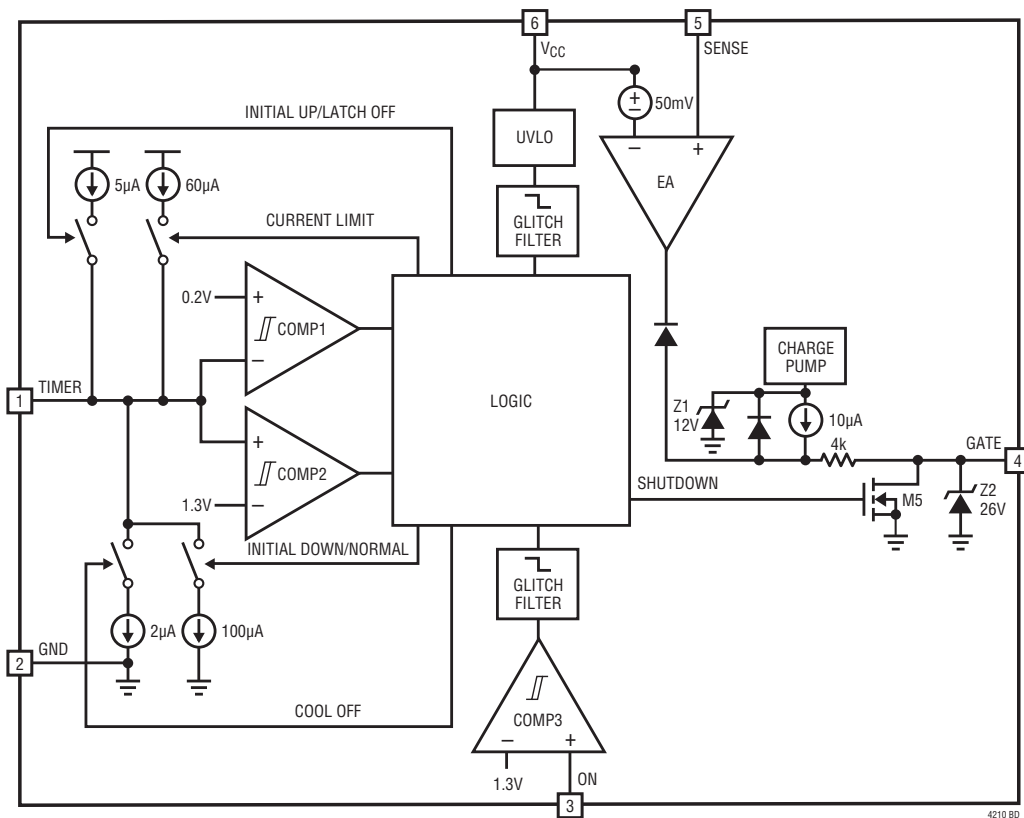 6
5
VCC
SENSE
+
–
50mV
INITIAL UP/LATCH OFF
UVLO
–
+
EA
5µA
60µA
GLITCH
FILTER
CURRENT LIMIT
0.2V
+
COMP1
–
CHARGE
PUMP
1
TIMER
LOGIC
Z1
12V
10µA
4k
GATE
4
+
COMP2
1.3V
–
SHUTDOWN
M5
Z2
26V
INITIAL DOWN/NORMAL
GLITCH
FILTER
2µA
100µA
2
GND
COOL OFF
COMP3
–
+
1.3V
ON
3
4210 BD